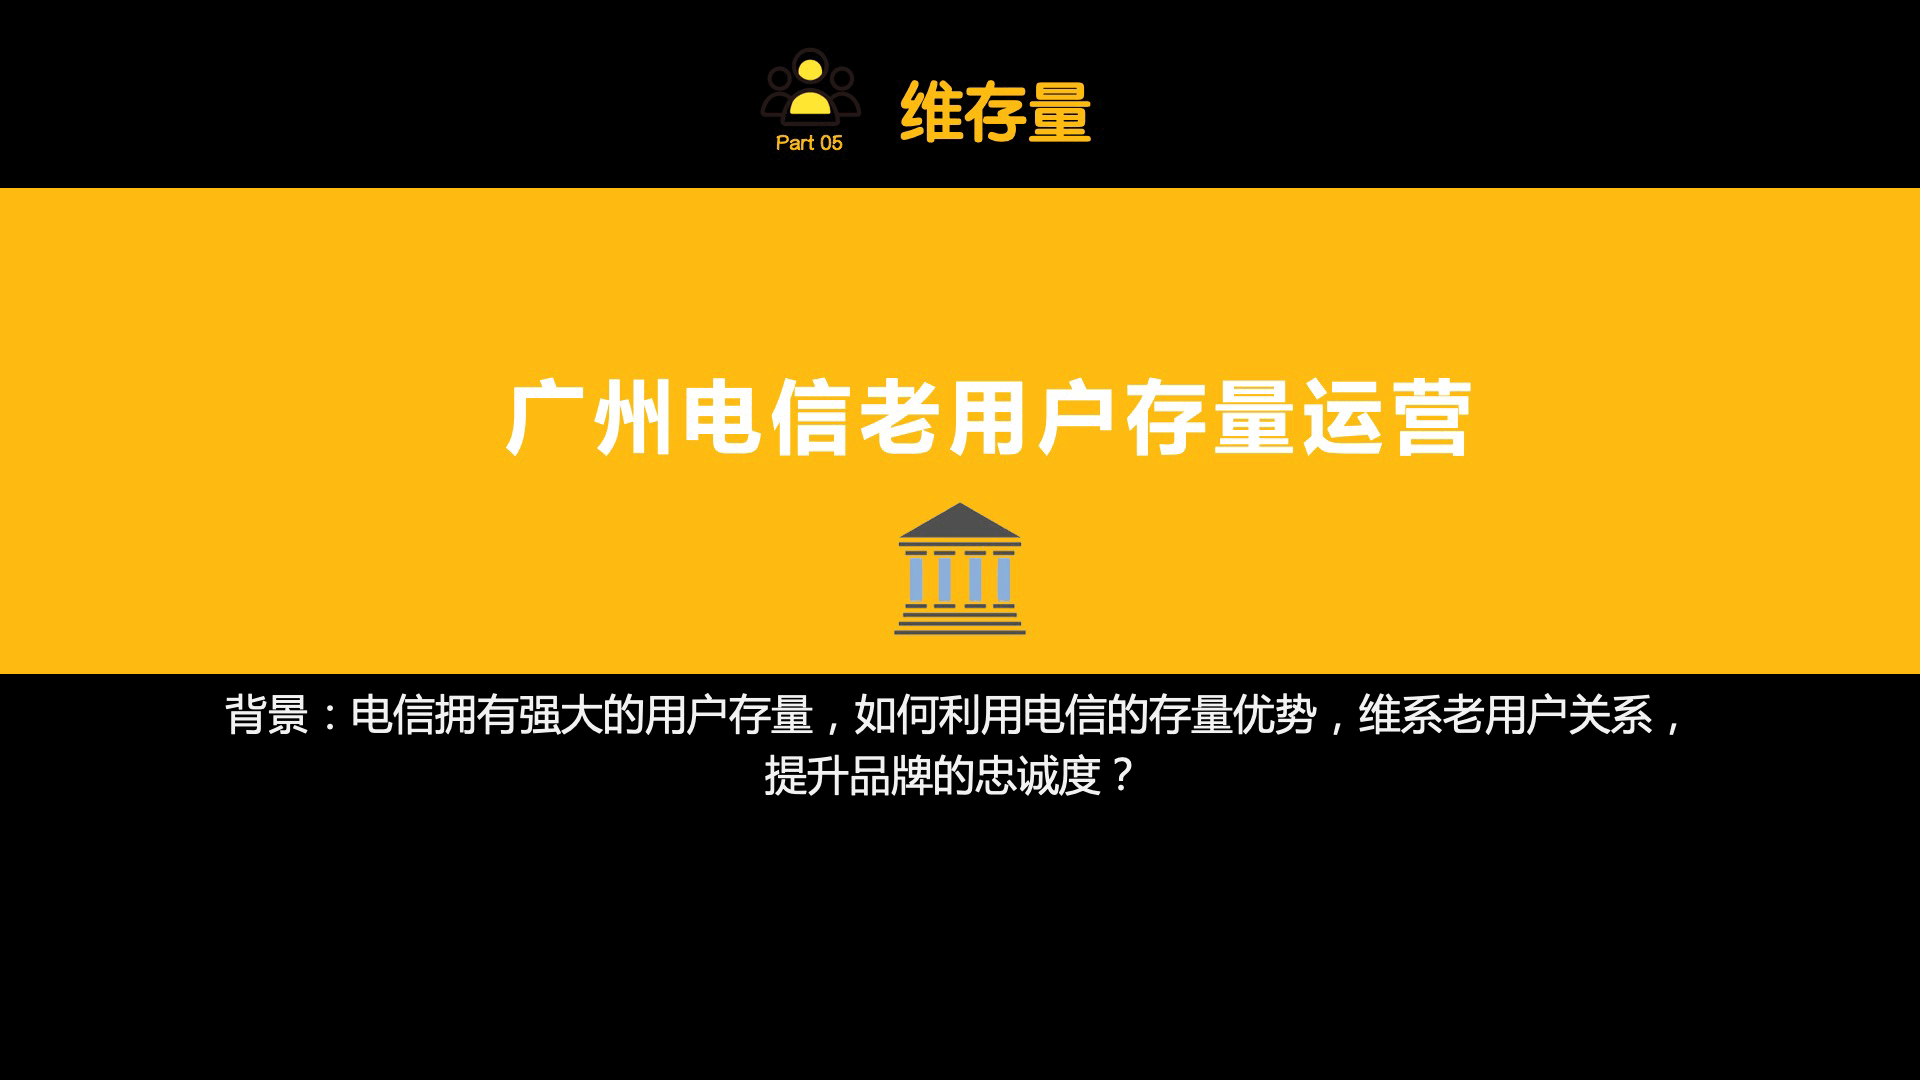 维存量
Part 05
广州电信老用户存量运营
背景：电信拥有强大的用户存量，如何利用电信的存量优势，维系老用户关系，
提升品牌的忠诚度？